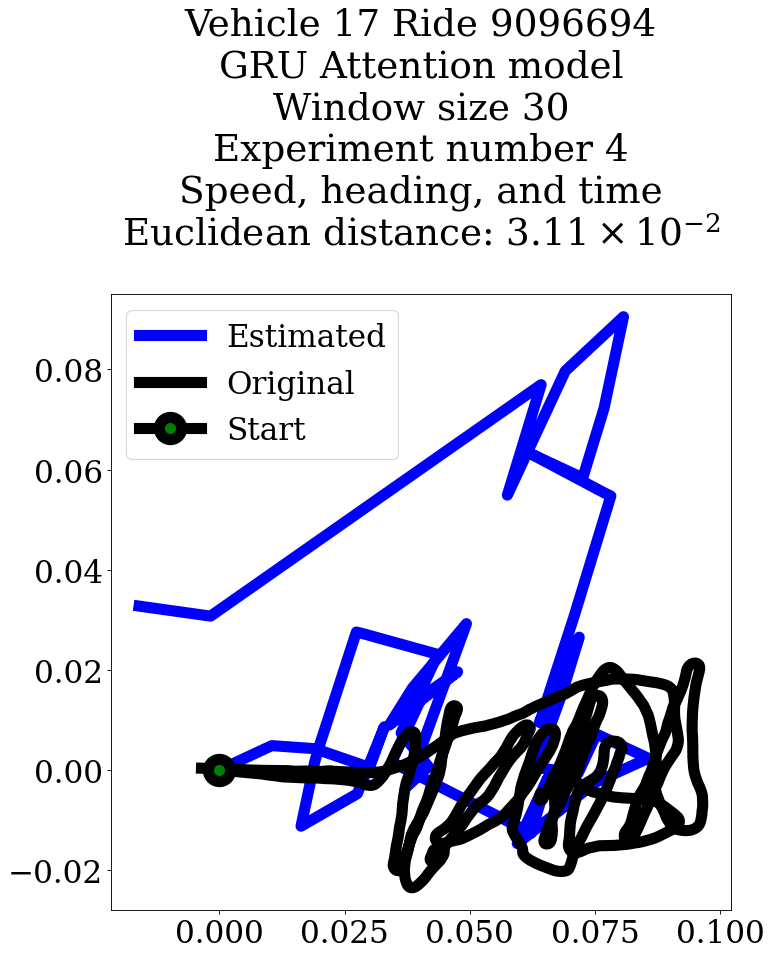 Vehicle 17 Ride 9096694
GRU Attention model
Window size 30
Experiment number 4
Speed, heading, and time
Euclidean distance: 3.11 × 10⁻²
Estimated
Original
Start
0.08
0.06
0.04
0.02
0.00
−0.02
0.000 0.025 0.050 0.075 0.100